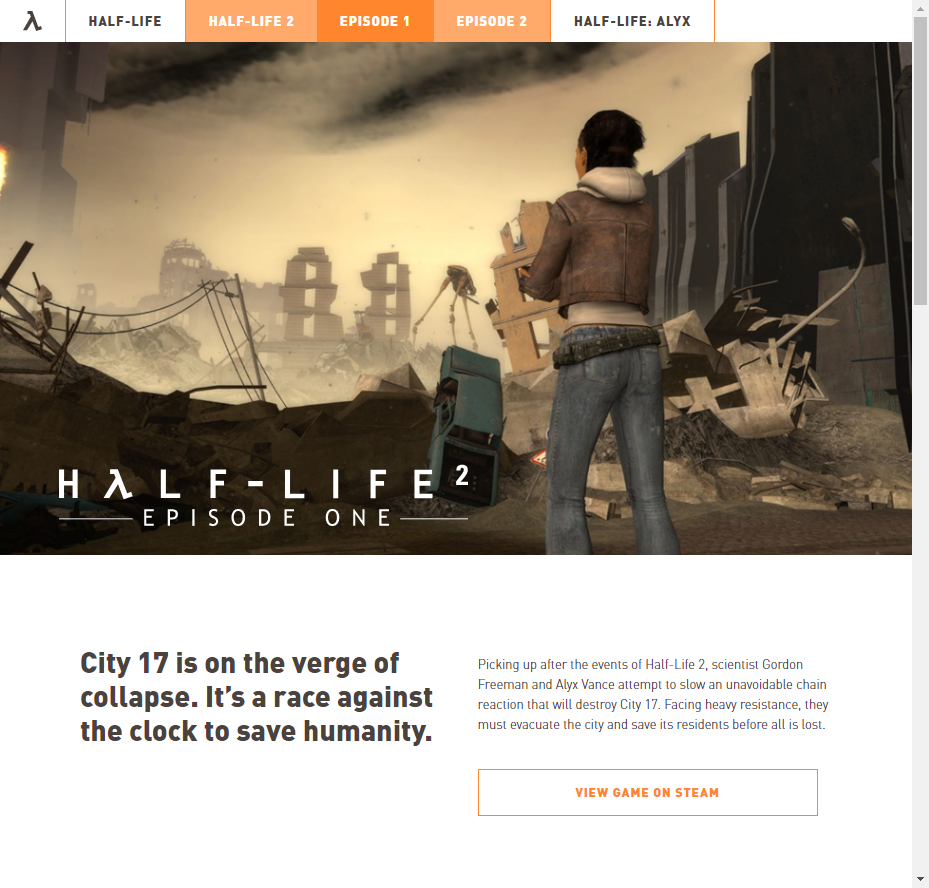 λ
HALF-LIFE
HALF-LIFE 2
EPISODE 1
EPISODE 2
HALF-LIFE: ALYX
HλLF-LIFE 2
EPISODE ONE
City 17 is on the verge of
collapse. It’s a race against
the clock to save humanity.
Picking up after the events of Half-Life 2, scientist Gordon
Freeman and Alyx Vance attempt to slow an unavoidable chain
reaction that will destroy City 17. Facing heavy resistance, they
must evacuate the city and save its residents before all is lost.
VIEW GAME ON STEAM